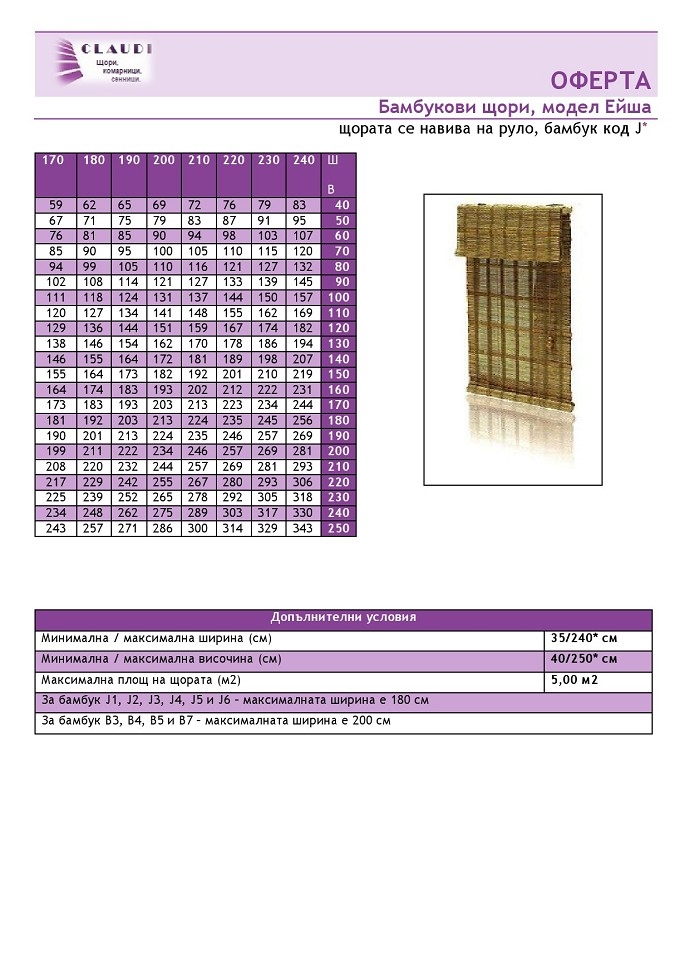 CLAUDI
Щори,
комарници,
сенници.
ОФЕРТА
Бамбукови щори, модел Ейша
щората се навива на руло, бамбук код J*
170 180 190 200 210 220 230 240 Ш
В
59 62 65 69 72 76 79 83 40
67 71 75 79 83 87 91 95 50
76 81 85 90 94 98 103 107 60
85 90 95 100 105 110 115 120 70
94 99 105 110 116 121 127 132 80
102 108 114 121 127 133 139 145 90
111 118 124 131 137 144 150 157 100
120 127 134 141 148 155 162 169 110
129 136 144 151 159 167 174 182 120
138 146 154 162 170 178 186 194 130
146 155 164 172 181 189 198 207 140
155 164 173 182 192 201 210 219 150
164 174 183 193 202 212 222 231 160
173 183 193 203 213 223 234 244 170
181 192 203 213 224 235 245 256 180
190 201 213 224 235 246 257 269 190
199 211 222 234 246 257 269 281 200
208 220 232 244 257 269 281 293 210
217 229 242 255 267 280 293 306 220
225 239 252 265 278 292 305 318 230
234 248 262 275 289 303 317 330 240
243 257 271 286 300 314 329 343 250
Допълнителни условия
Минимална / максимална ширина (см) 35/240* см
Минимална / максимална височина (см) 40/250* см
Максимална площ на щората (м2) 5,00 м2
За бамбук J1, J2, J3, J4, J5 и J6 – максималната ширина е 180 см
За бамбук В3, В4, В5 и В7 – максималната ширина е 200 см